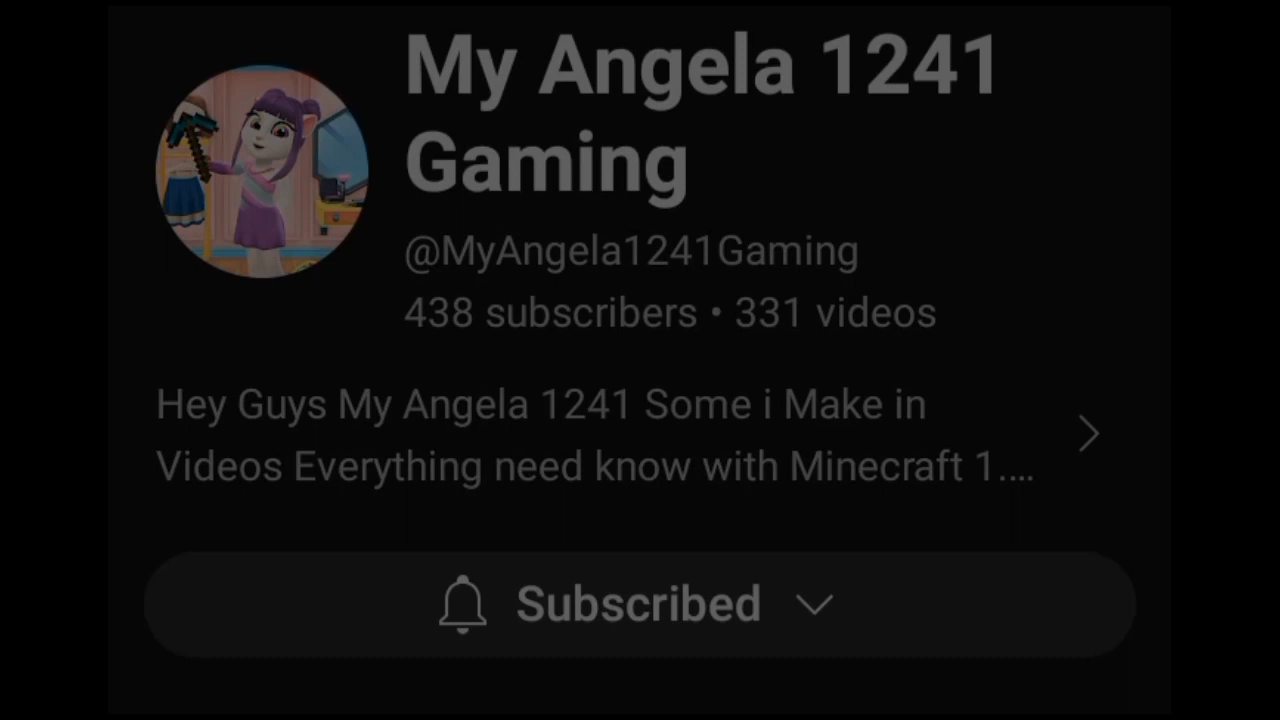 My Angela 1241
Gaming
@MyAngela1241Gaming
438 subscribers • 331 videos
Hey Guys My Angela 1241 Some i Make in
Videos Everything need know with Minecraft 1.…
Subscribed